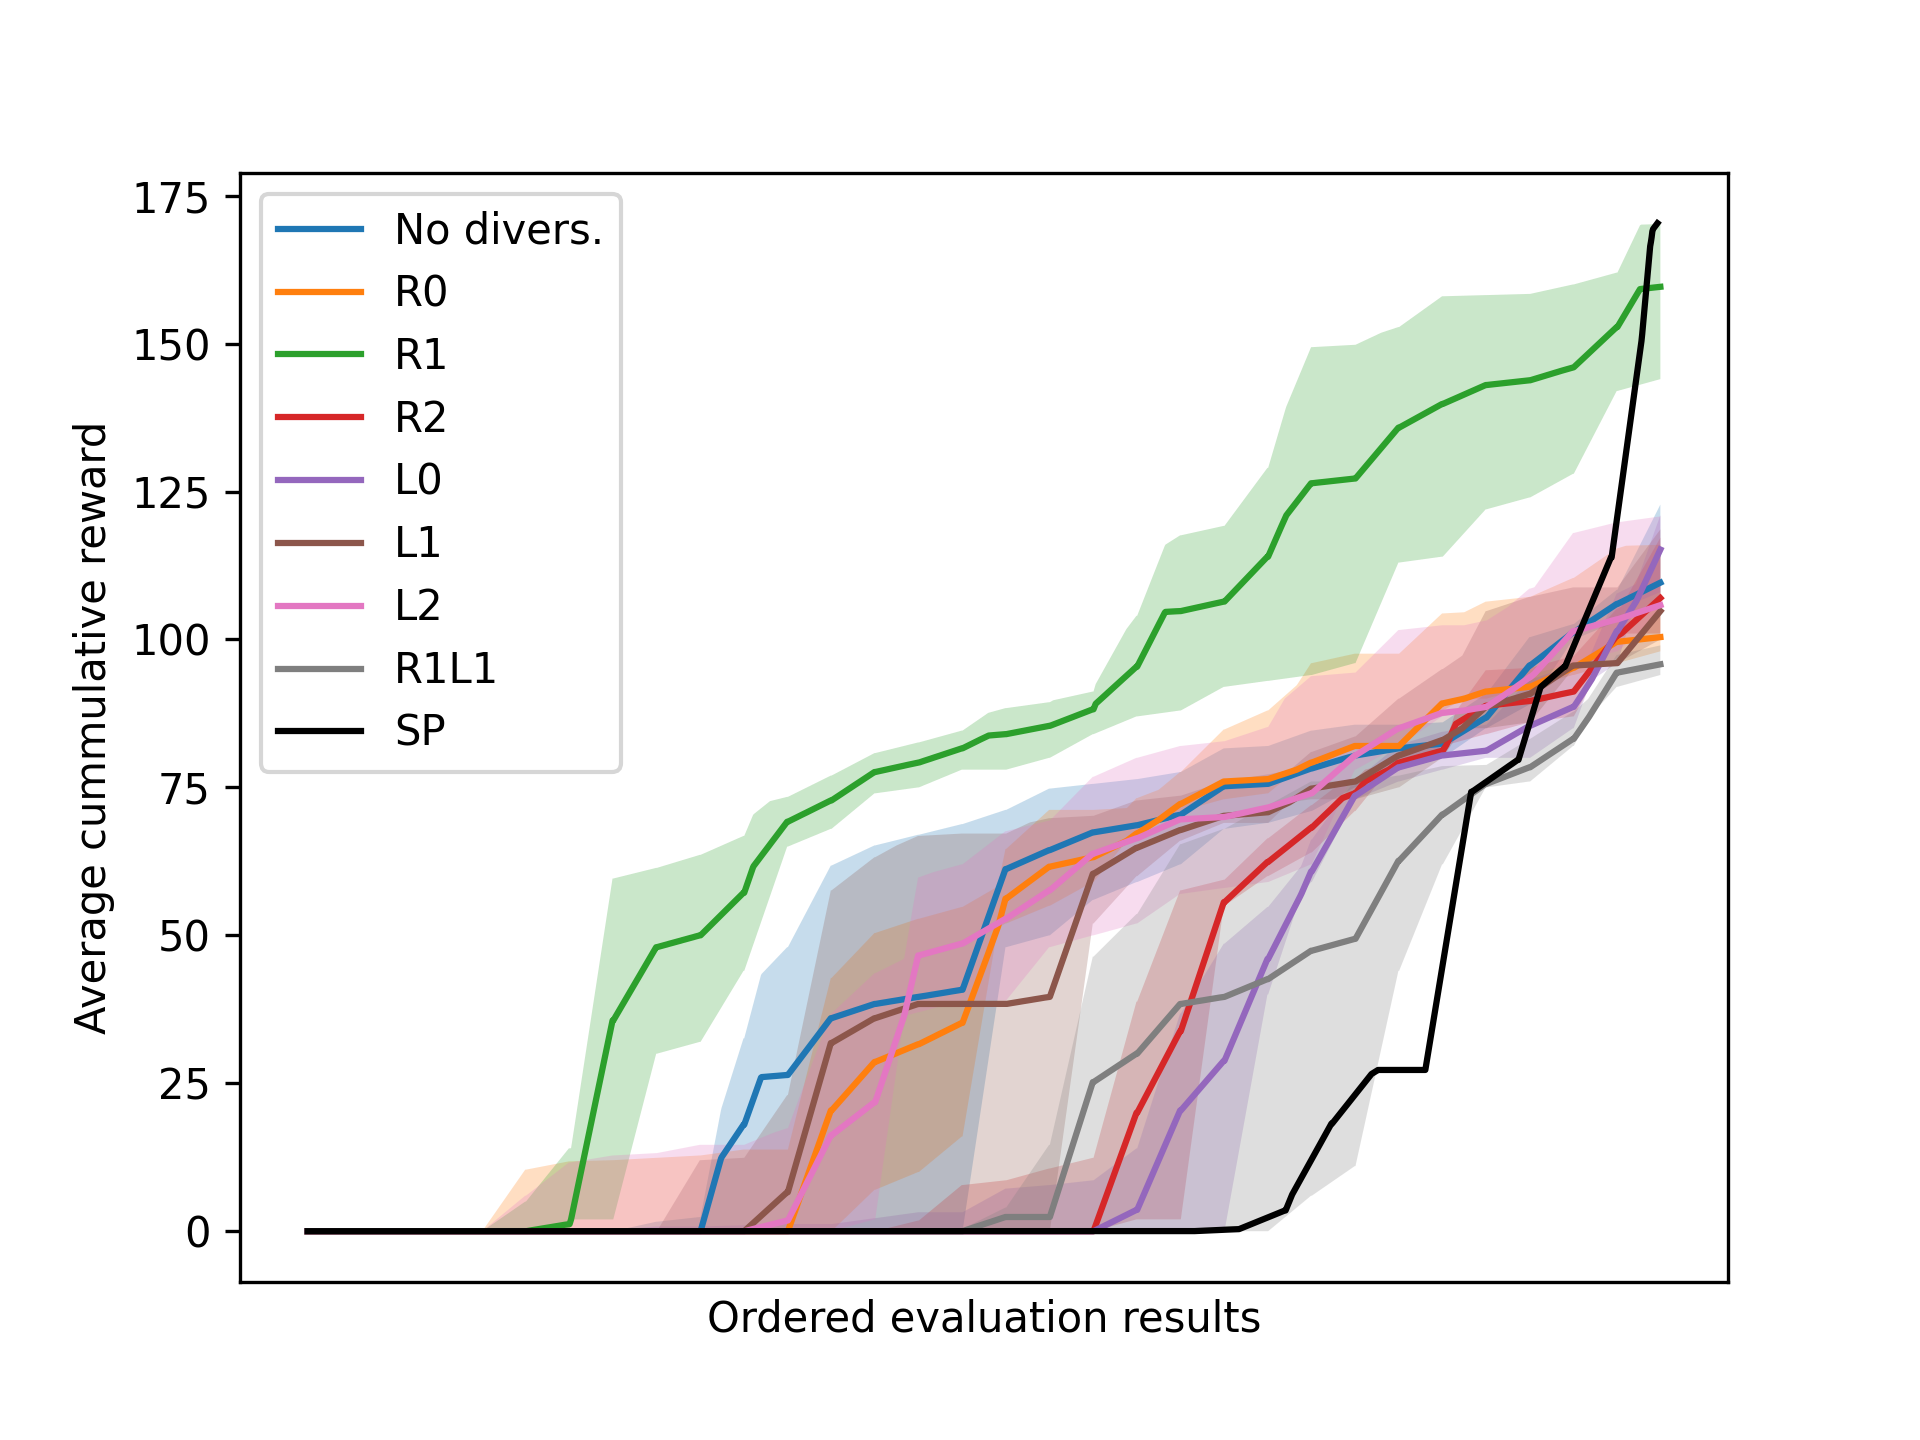 175
150
125
100
75
50
25
0
Average cummulative reward
No divers.
R0
R1
R2
L0
L1
L2
R1L1
SP
Ordered evaluation results